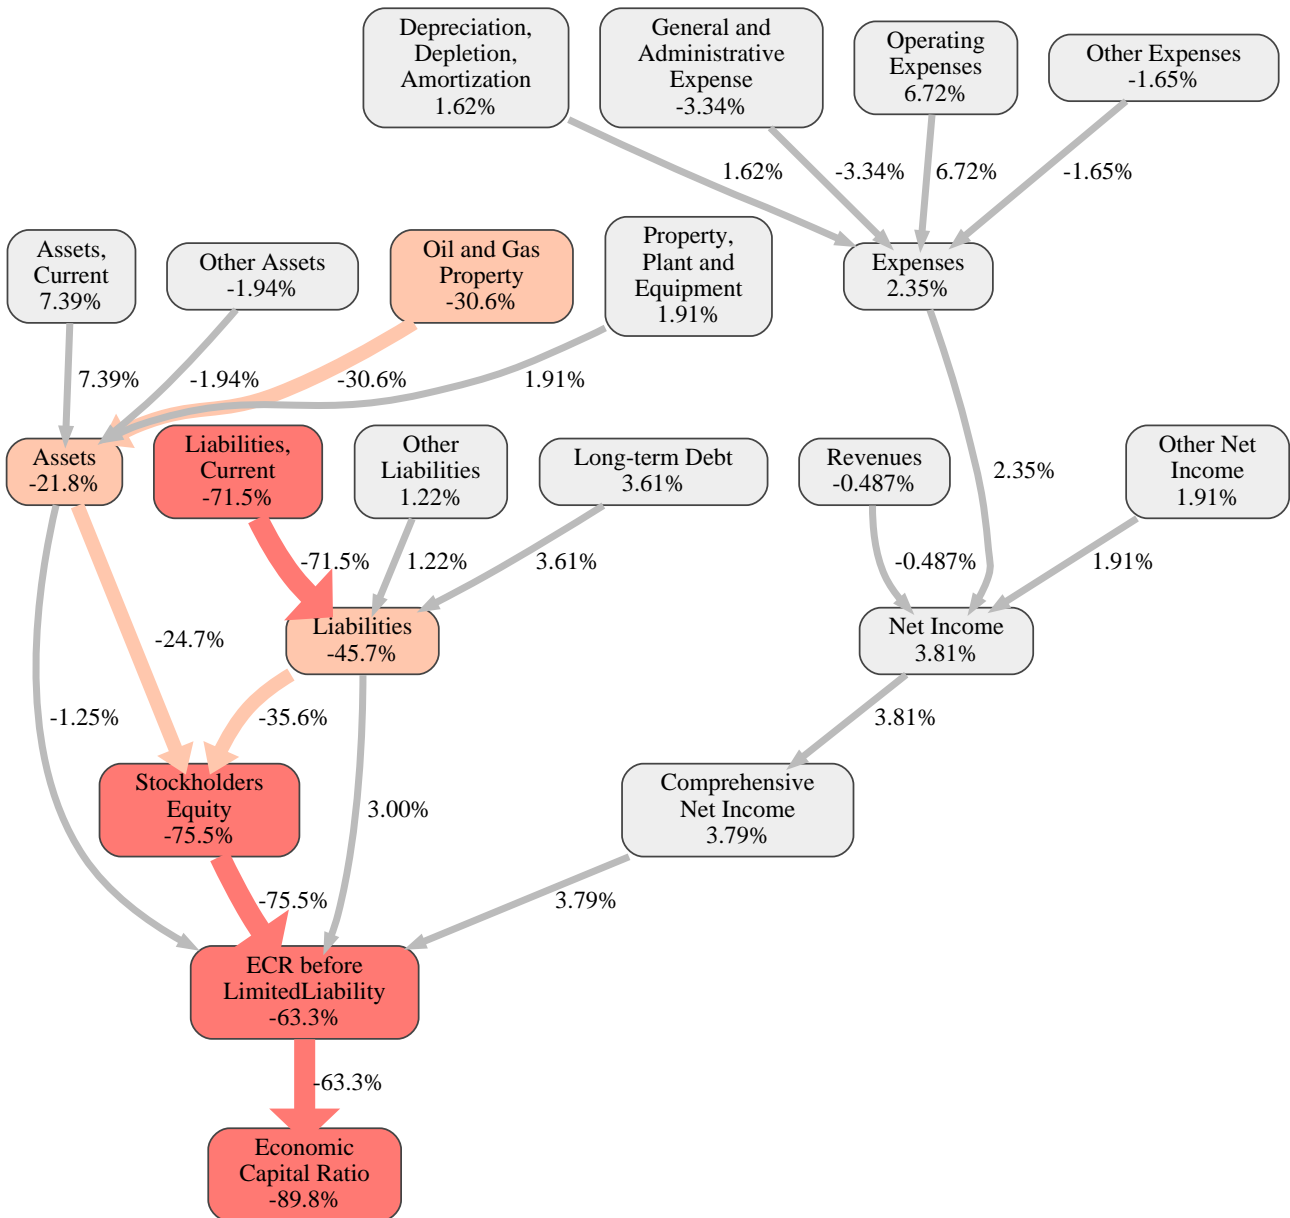 Depreciation,
Depletion,
Amortization
1.62%
General and
Administrative
Expense
-3.34%
Operating
Expenses
6.72%
Other Expenses
-1.65%
1.62%
-3.34%
6.72%
-1.65%
Assets,
Current
7.39%
Other Assets
-1.94%
Oil and Gas
Property
-30.6%
Property,
Plant and
Equipment
1.91%
Expenses
2.35%
7.39%
-1.94%
-30.6%
1.91%
Assets
-21.8%
Liabilities,
Current
-71.5%
Other
Liabilities
1.22%
Long-term Debt
3.61%
Revenues
-0.487%
2.35%
Other Net
Income
1.91%
-71.5%
1.22%
3.61%
-0.487%
1.91%
Liabilities
-45.7%
Net Income
3.81%
-24.7%
-1.25%
-35.6%
3.81%
Stockholders
Equity
-75.5%
3.00%
Comprehensive
Net Income
3.79%
-75.5%
3.79%
ECR before
LimitedLiability
-63.3%
-63.3%
Economic
Capital Ratio
-89.8%